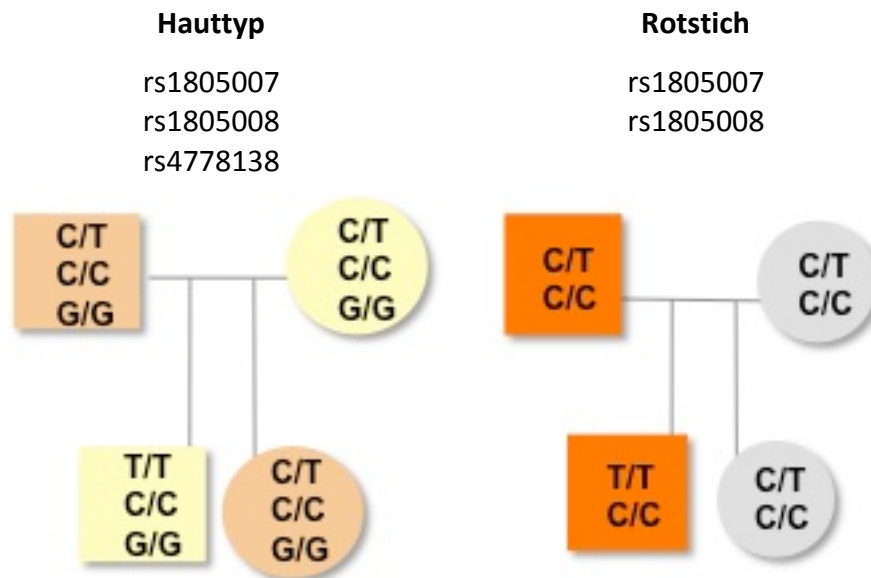 Hauttyp
rs1805007
rs1805008
rs4778138
C/T
C/C
G/G
C/T
C/C
G/G
T/T
C/C
G/G
C/T
C/C
G/G
Rotstich
rs1805007
rs1805008
C/T
C/C
C/T
C/C
T/T
C/C
C/T
C/C